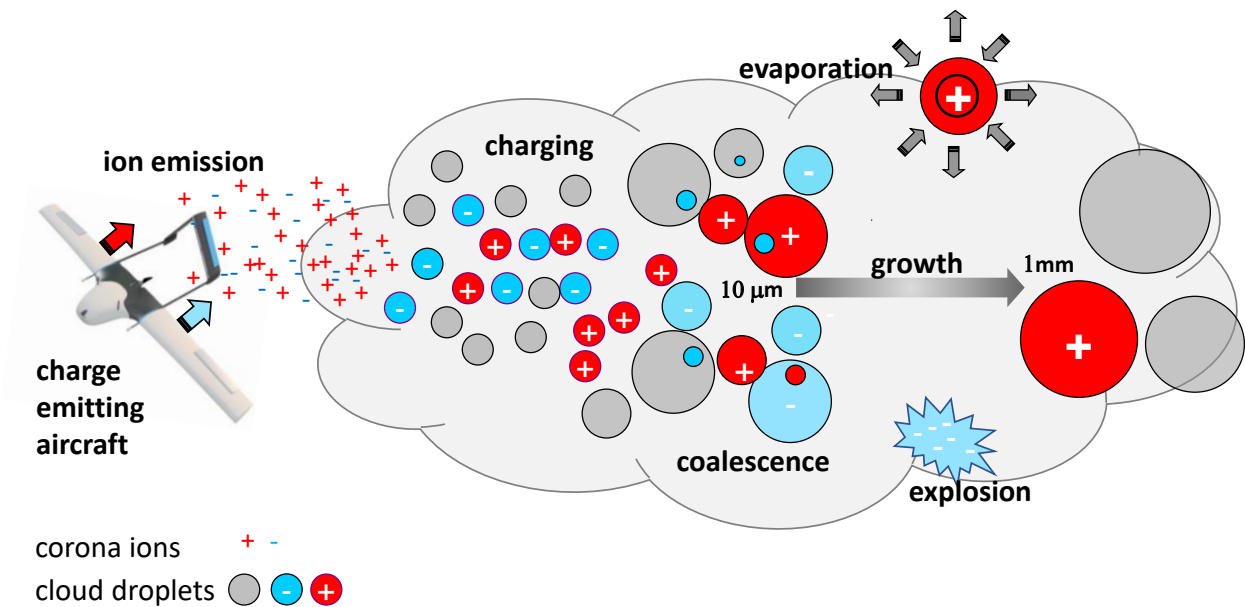 evaporation
ion emission
charging
growth
1mm
10 μm
charge
emitting
aircraft
coalescence
explosion
corona ions + -
cloud droplets - +